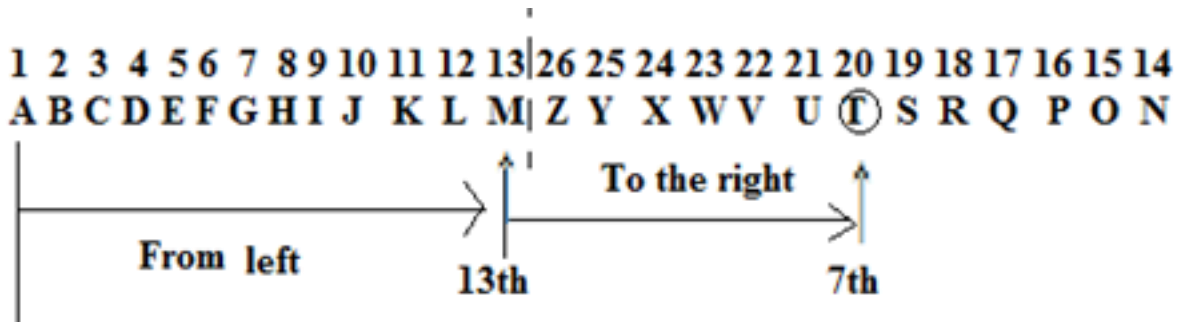 1 2 3 4 5 6 7 8 9 10 11 12 13 26 25 24 23 22 21 20 19 18 17 16 15 14
A B C D E F G H I J K L M Z Y X W V U T S R Q P O N
To the right
From left
13th 7th